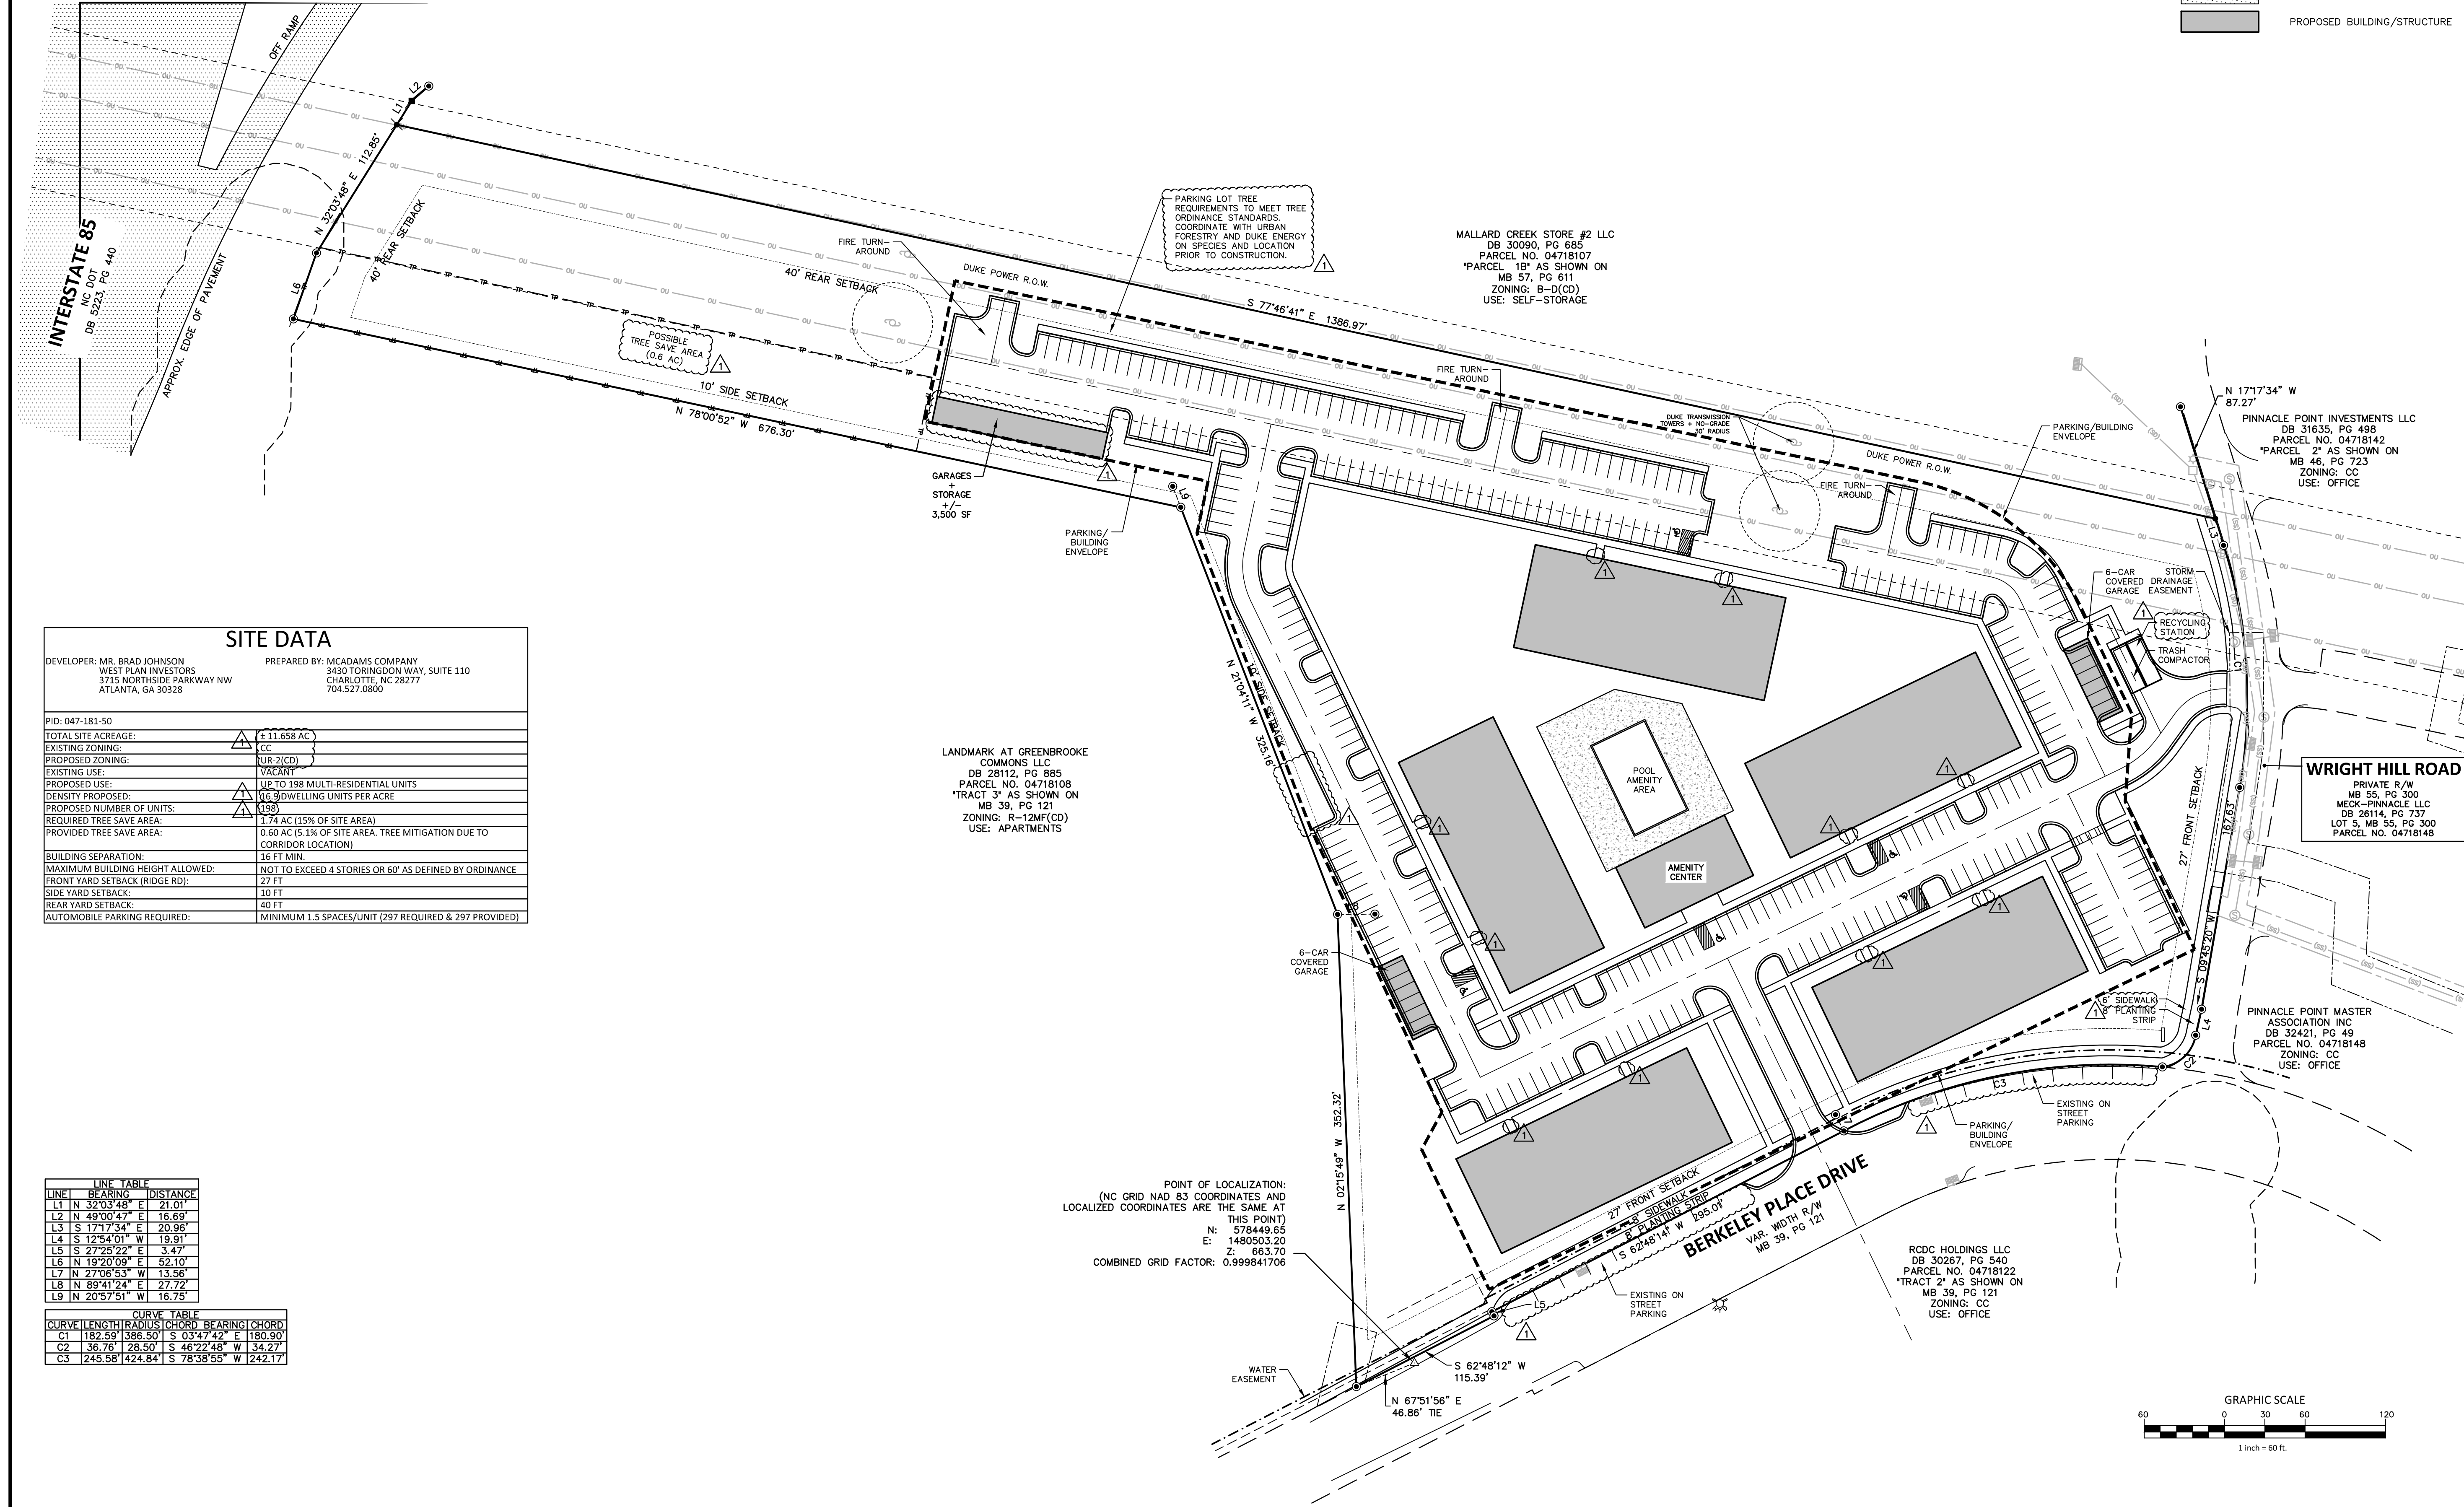 PROPOSED BUILDING/STRUCTURE
OFF RAMP
L2
L1
N 32°03'48" E 112.85'
L6
INTERSTATE 85
NC DOT
DB 5223, PG 440
APPROX. EDGE OF PAVEMENT
40' REAR SETBACK
40' REAR SETBACK
POSSIBLE
TREE SAVE AREA
(0.6 AC)
1
10' SIDE SETBACK
N 78°00'52" W 676.30'
FIRE TURN-
AROUND
DUKE POWER R.O.W.
PARKING LOT TREE
REQUIREMENTS TO MEET TREE
ORDINANCE STANDARDS.
COORDINATE WITH URBAN
FORESTRY AND DUKE ENERGY
ON SPECIES AND LOCATION
PRIOR TO CONSTRUCTION.
1
S 77°46'41" E 1386.97'
MALLARD CREEK STORE #2 LLC
DB 30090, PG 685
PARCEL NO. 04718107
"PARCEL 1B" AS SHOWN ON
MB 57, PG 611
ZONING: B-D(CD)
USE: SELF-STORAGE
FIRE TURN-
AROUND
DUKE TRANSMISSION
TOWERS + NO-GRADE
30' RADIUS
DUKE POWER R.O.W.
FIRE TURN-
AROUND
PARKING/BUILDING
ENVELOPE
N 17°17'34" W
87.27'
PINNACLE POINT INVESTMENTS LLC
DB 31635, PG 498
PARCEL NO. 04718142
"PARCEL 2" AS SHOWN ON
MB 46, PG 723
ZONING: CC
USE: OFFICE
L3
GARAGES
+
STORAGE
+/-
3,500 SF
1
L9
PARKING/
BUILDING
ENVELOPE
6-CAR
COVERED
GARAGE
STORM
DRAINAGE
EASEMENT
RECYCLING
STATION
TRASH
COMPACTOR
C1
WRIGHT HILL ROAD
PRIVATE R/W
MB 55, PG 300
MECK-PINNACLE LLC
DB 26114, PG 737
LOT 5, MB 55, PG 300
PARCEL NO. 04718148
27' FRONT SETBACK
S 09°45'20" W 167.63'
SITE DATA
DEVELOPER: MR. BRAD JOHNSON
WEST PLAN INVESTORS
3715 NORTHSIDE PARKWAY NW
ATLANTA, GA 30328
PREPARED BY: MCADAMS COMPANY
3430 TORINGDON WAY, SUITE 110
CHARLOTTE, NC 28277
704.527.0800
PID: 047-181-50
TOTAL SITE ACREAGE: ± 11.658 AC
EXISTING ZONING: CC
PROPOSED ZONING: UR-2(CD)
EXISTING USE: VACANT
PROPOSED USE: UP TO 198 MULTI-RESIDENTIAL UNITS
DENSITY PROPOSED: 16.9 DWELLING UNITS PER ACRE
PROPOSED NUMBER OF UNITS: 198
REQUIRED TREE SAVE AREA: 1.74 AC (15% OF SITE AREA)
PROVIDED TREE SAVE AREA: 0.60 AC (5.1% OF SITE AREA. TREE MITIGATION DUE TO
CORRIDOR LOCATION)
BUILDING SEPARATION: 16 FT MIN.
MAXIMUM BUILDING HEIGHT ALLOWED: NOT TO EXCEED 4 STORIES OR 60' AS DEFINED BY ORDINANCE
FRONT YARD SETBACK (RIDGE RD): 27 FT
SIDE YARD SETBACK: 10 FT
REAR YARD SETBACK: 40 FT
AUTOMOBILE PARKING REQUIRED: MINIMUM 1.5 SPACES/UNIT (297 REQUIRED & 297 PROVIDED)
LANDMARK AT GREENBROOKE
COMMONS LLC
DB 28112, PG 885
PARCEL NO. 04718108
"TRACT 3" AS SHOWN ON
MB 39, PG 121
ZONING: R-12MF(CD)
USE: APARTMENTS
10' SIDE SETBACK
N 21°04'11" W 325.16'
POOL
AMENITY
AREA
AMENITY
CENTER
6-CAR
COVERED
GARAGE
N 02°15'49" W 352.32'
6' SIDEWALK
8' PLANTING
STRIP
L4
C2
C3
PINNACLE POINT MASTER
ASSOCIATION INC
DB 32421, PG 49
PARCEL NO. 04718148
ZONING: CC
USE: OFFICE
EXISTING ON
STREET
PARKING
PARKING/
BUILDING
ENVELOPE
27' FRONT SETBACK
8' SIDEWALK
8' PLANTING STRIP
S 62°48'14" W 295.01'
BERKELEY PLACE DRIVE
VAR. WIDTH R/W
MB 39, PG 121
RCDC HOLDINGS LLC
DB 30267, PG 540
PARCEL NO. 04718122
"TRACT 2" AS SHOWN ON
MB 39, PG 121
ZONING: CC
USE: OFFICE
EXISTING ON
STREET
PARKING
L5
POINT OF LOCALIZATION:
(NC GRID NAD 83 COORDINATES AND
LOCALIZED COORDINATES ARE THE SAME AT
THIS POINT)
N: 578449.65
E: 1480503.20
Z: 663.70
COMBINED GRID FACTOR: 0.999841706
WATER
EASEMENT
S 62°48'12" W
115.39'
N 67°51'56" E
46.86' TIE
LINE TABLE
LINE BEARING DISTANCE
L1 N 32°03'48" E 21.01'
L2 N 49°00'47" E 16.69'
L3 S 17°17'34" E 20.96'
L4 S 12°54'01" W 19.91'
L5 S 27°25'22" E 3.47'
L6 N 19°20'09" E 52.10'
L7 N 27°06'53" W 13.56'
L8 N 89°41'24" E 27.72'
L9 N 20°57'51" W 16.75'
CURVE TABLE
CURVE LENGTH RADIUS CHORD BEARING CHORD
C1 182.59' 386.50' S 03°47'42" E 180.90'
C2 36.76' 28.50' S 46°22'48" W 34.27'
C3 245.58' 424.84' S 78°38'55" W 242.17'
GRAPHIC SCALE
60 0 30 60 120
1 inch = 60 ft.